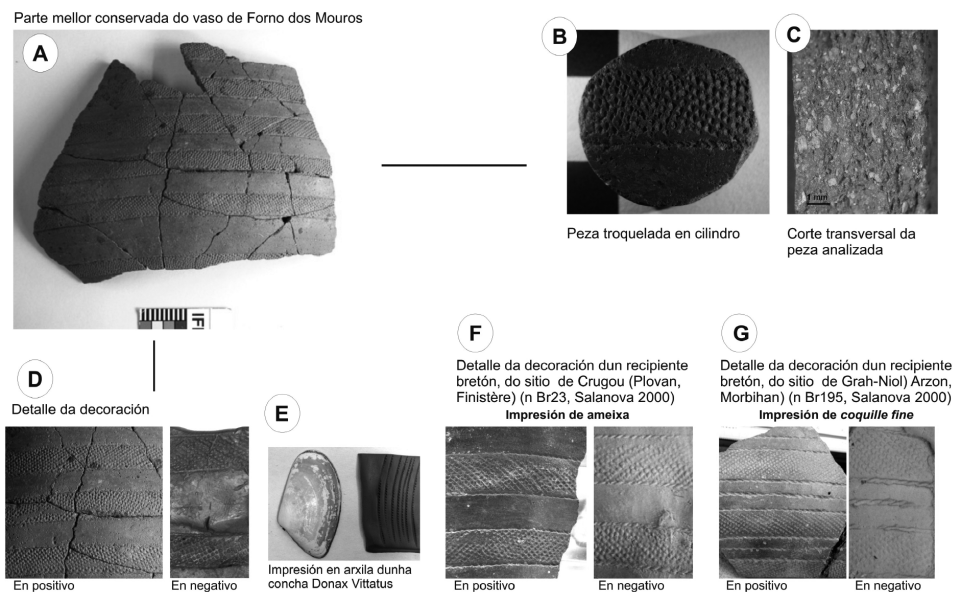 Parte mellor conservada do vaso de Forno dos Mouros
A
B
C
1 mm
IFI
Peza troquelada en cilindro
Corte transversal da
peza analizada
D
Detalle da decoración
En positivo
En negativo
E
Impresión en arxila dunha
concha Donax Vittatus
F
Detalle da decoración dun recipiente
bretón, do sitio de Crugou (Plovan,
Finistère) (n Br23, Salanova 2000)
Impresión de ameixa
En positivo
En negativo
G
Detalle da decoración dun recipiente
bretón, do sitio de Grah-Niol) Arzon,
Morbihan) (n Br195, Salanova 2000)
Impresión de coquille fine
En positivo
En negativo